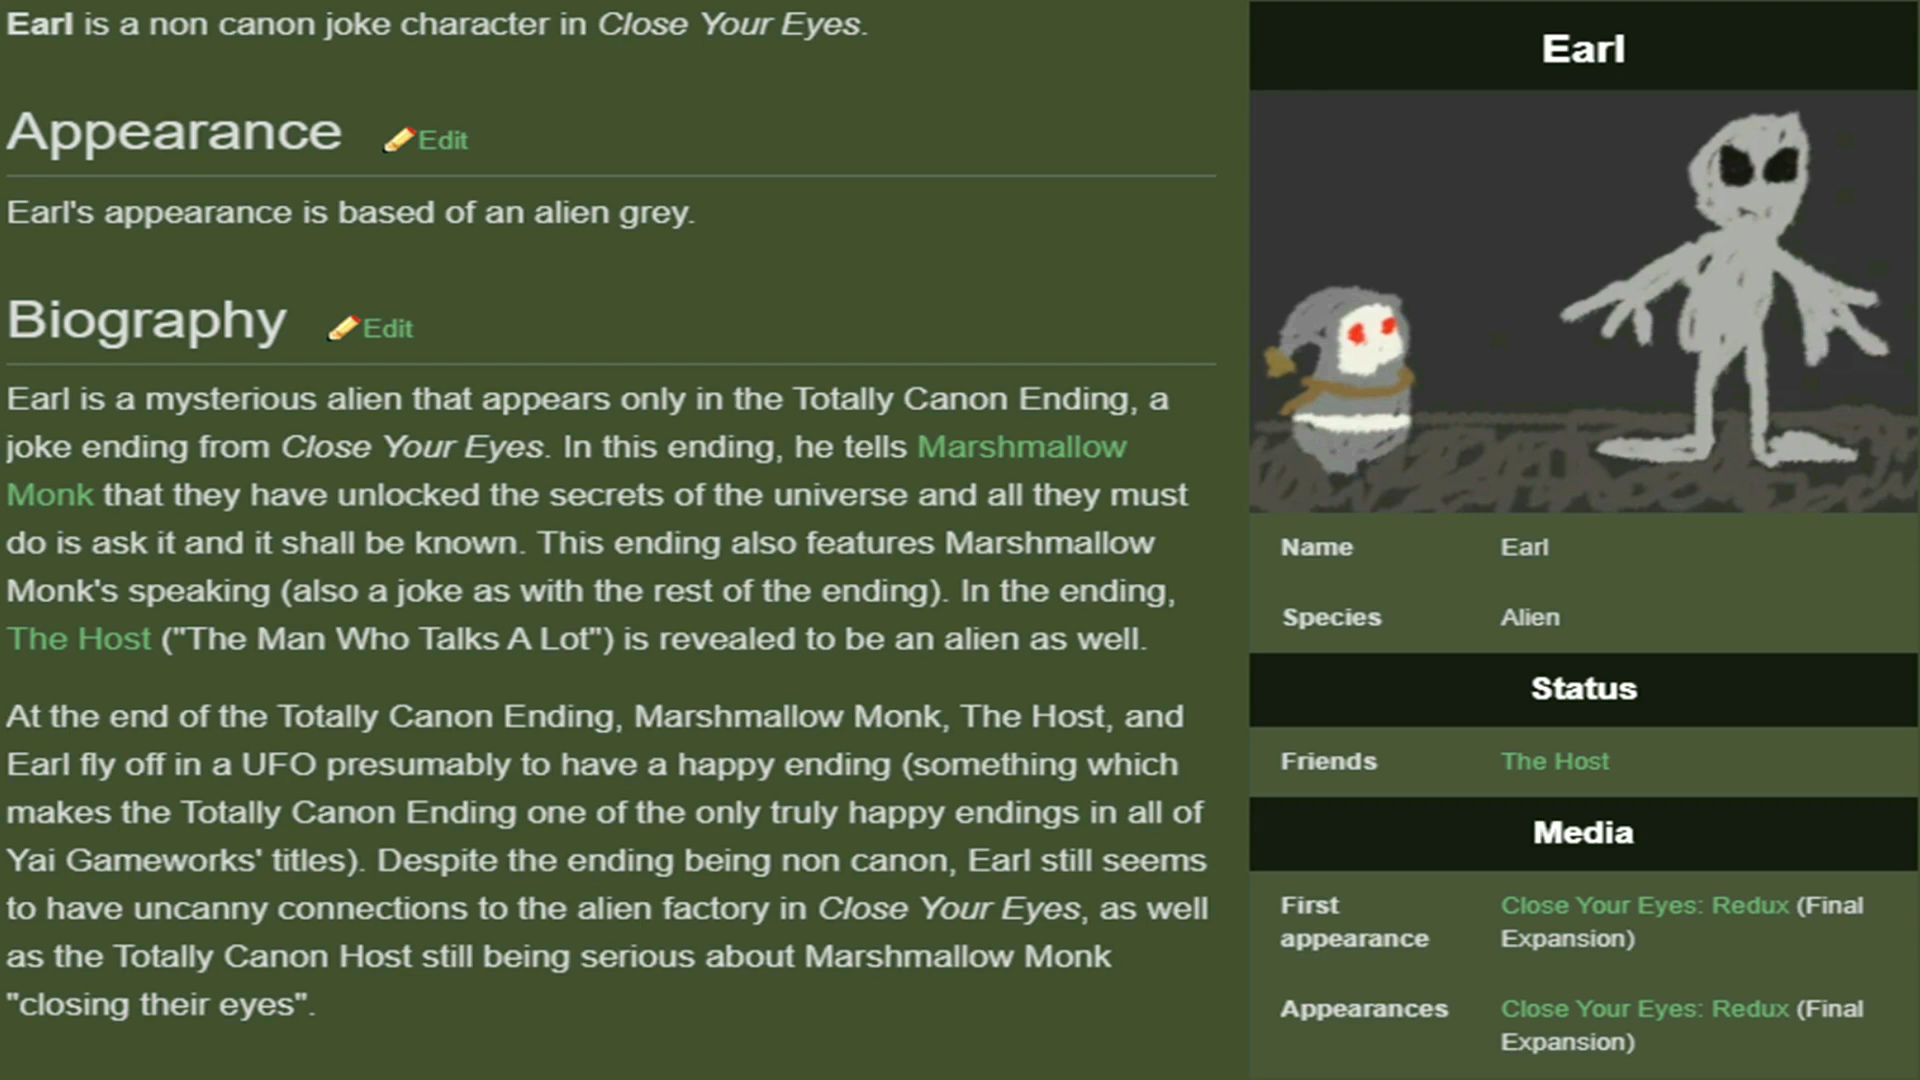 Earl is a non canon joke character in Close Your Eyes.
Appearance Edit
Earl's appearance is based of an alien grey.
Biography Edit
Earl is a mysterious alien that appears only in the Totally Canon Ending, a
joke ending from Close Your Eyes. In this ending, he tells Marshmallow
Monk that they have unlocked the secrets of the universe and all they must
do is ask it and it shall be known. This ending also features Marshmallow
Monk's speaking (also a joke as with the rest of the ending). In the ending,
The Host ("The Man Who Talks A Lot") is revealed to be an alien as well.
At the end of the Totally Canon Ending, Marshmallow Monk, The Host, and
Earl fly off in a UFO presumably to have a happy ending (something which
makes the Totally Canon Ending one of the only truly happy endings in all of
Yai Gameworks' titles). Despite the ending being non canon, Earl still seems
to have uncanny connections to the alien factory in Close Your Eyes, as well
as the Totally Canon Host still being serious about Marshmallow Monk
"closing their eyes".
Earl
Name Earl
Species Alien
Status
Friends The Host
Media
First Close Your Eyes: Redux (Final
appearance Expansion)
Appearances Close Your Eyes: Redux (Final
Expansion)